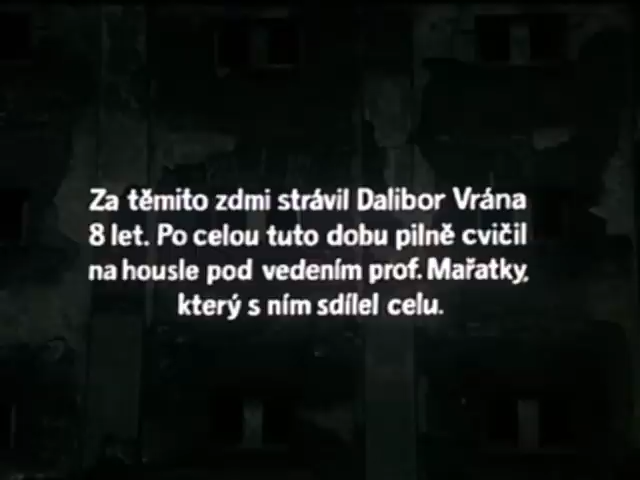 Za těmito zdmi strávil Dalibor Vrána
8 let. Po celou tuto dobu pilně cvičil
na housle pod vedením prof. Mařatky,
který s ním sdílel celu.